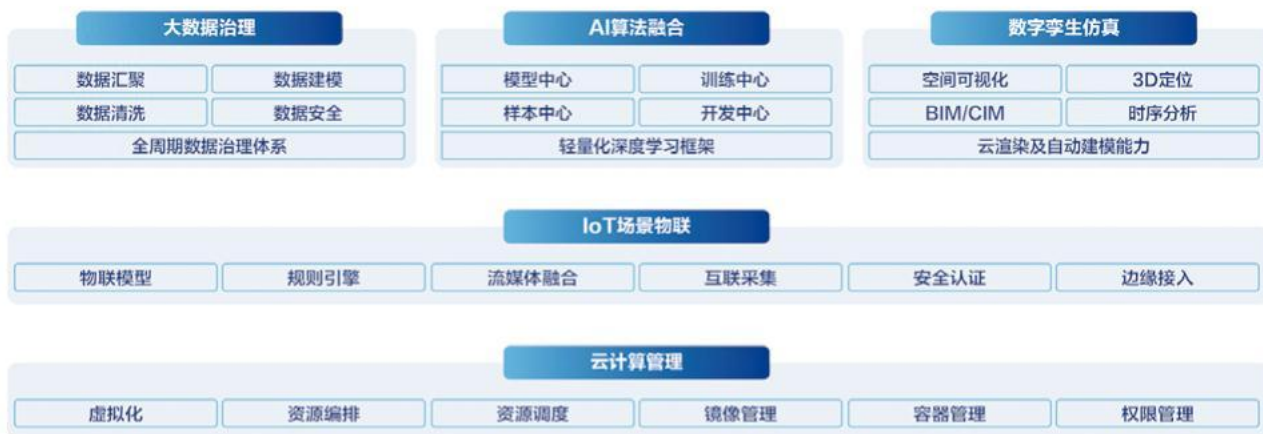 大数据治理 AI算法融合 数字孪生仿真
数据汇聚 数据建模 模型中心 训练中心 空间可视化 3D定位
数据清洗 数据安全 样本中心 开发中心 BIM/CIM 时序分析
全周期数据治理体系 轻量化深度学习框架 云渲染及自动建模能力
IoT场景物联
物联模型 规则引擎 流媒体融合 互联采集 安全认证 边缘接入
云计算管理
虚拟化 资源编排 资源调度 镜像管理 容器管理 权限管理